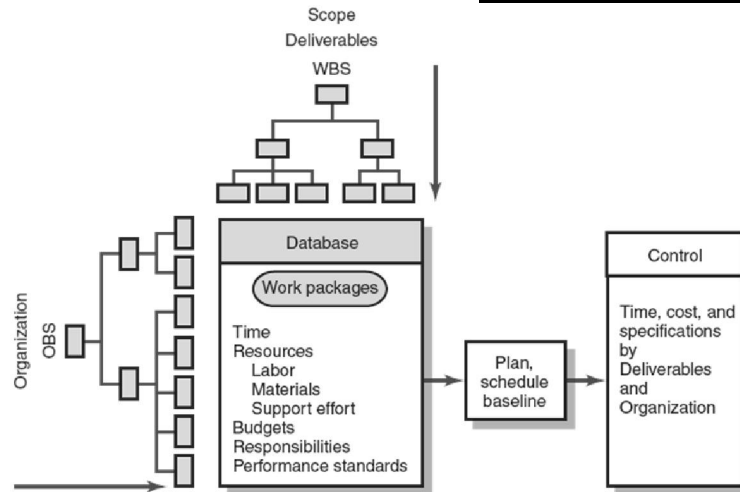 Scope
Deliverables
WBS
Organization
OBS
Database
Work packages
Time
Resources
Labor
Materials
Support effort
Budgets
Responsibilities
Performance standards
Plan,
schedule
baseline
Control
Time, cost, and
specifications
by
Deliverables
and
Organization